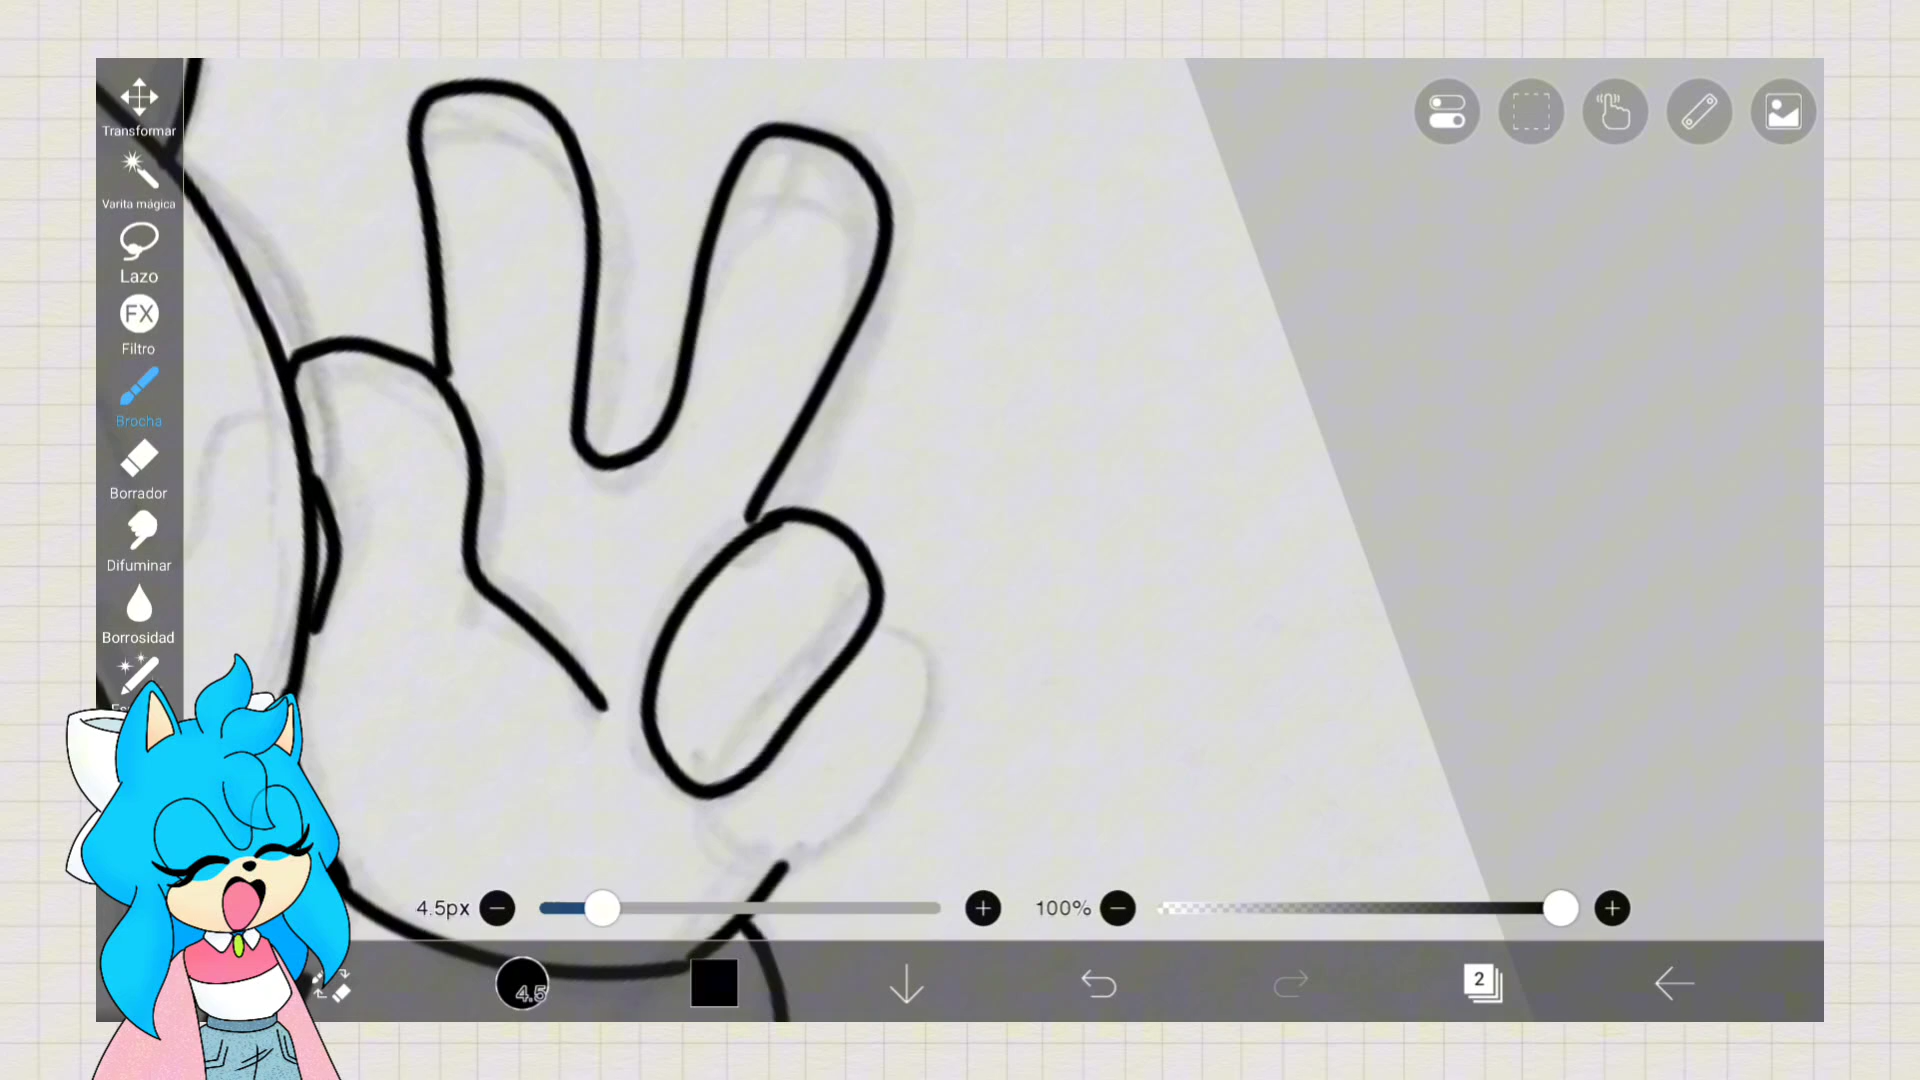 Transformar
Varita mágica
Lazo
FX
Filtro
Brocha
Borrador
Difuminar
Borrosidad
4.5px
100%
4.5
2